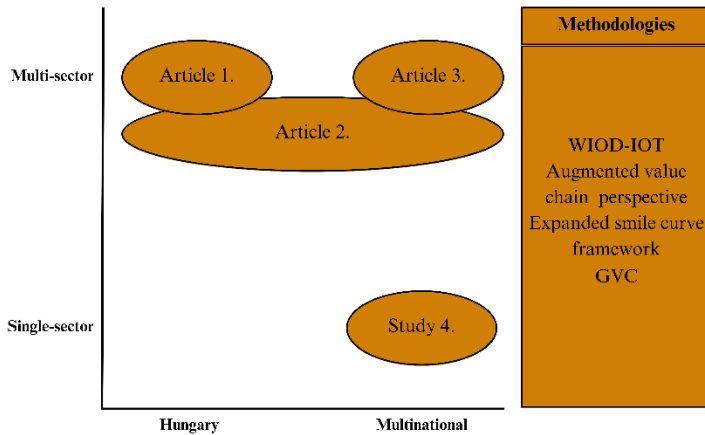 Methodologies
Multi-sector
Article 1.
Article 3.
Article 2.
WIOD-IOT
Augmented value
chain perspective
Expanded smile curve
framework
GVC
Single-sector
Study 4.
Hungary
Multinational